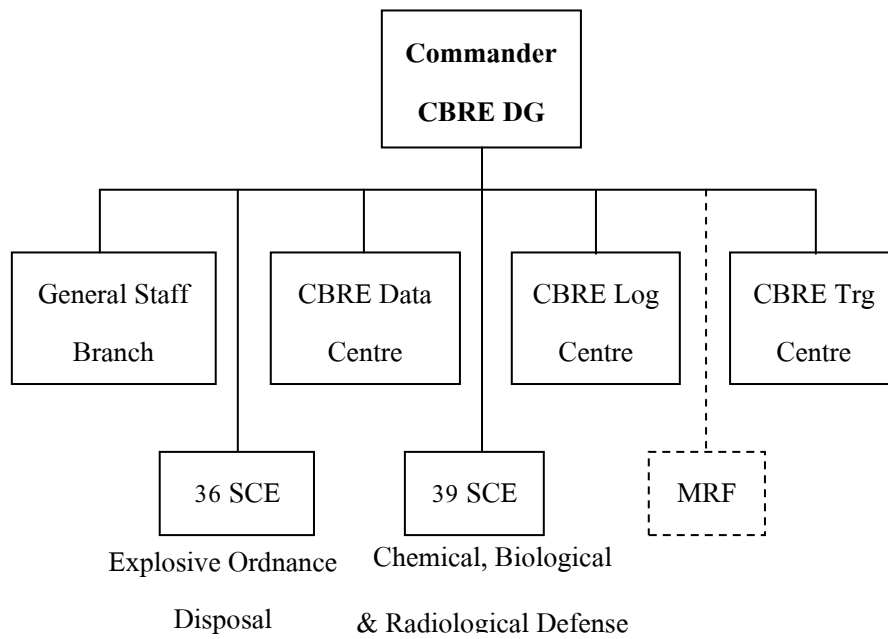 Commander
CBRE DG
General Staff
Branch
CBRE Data
Centre
CBRE Log
Centre
CBRE Trg
Centre
36 SCE
Explosive Ordnance
Disposal
39 SCE
Chemical, Biological
& Radiological Defense
MRF